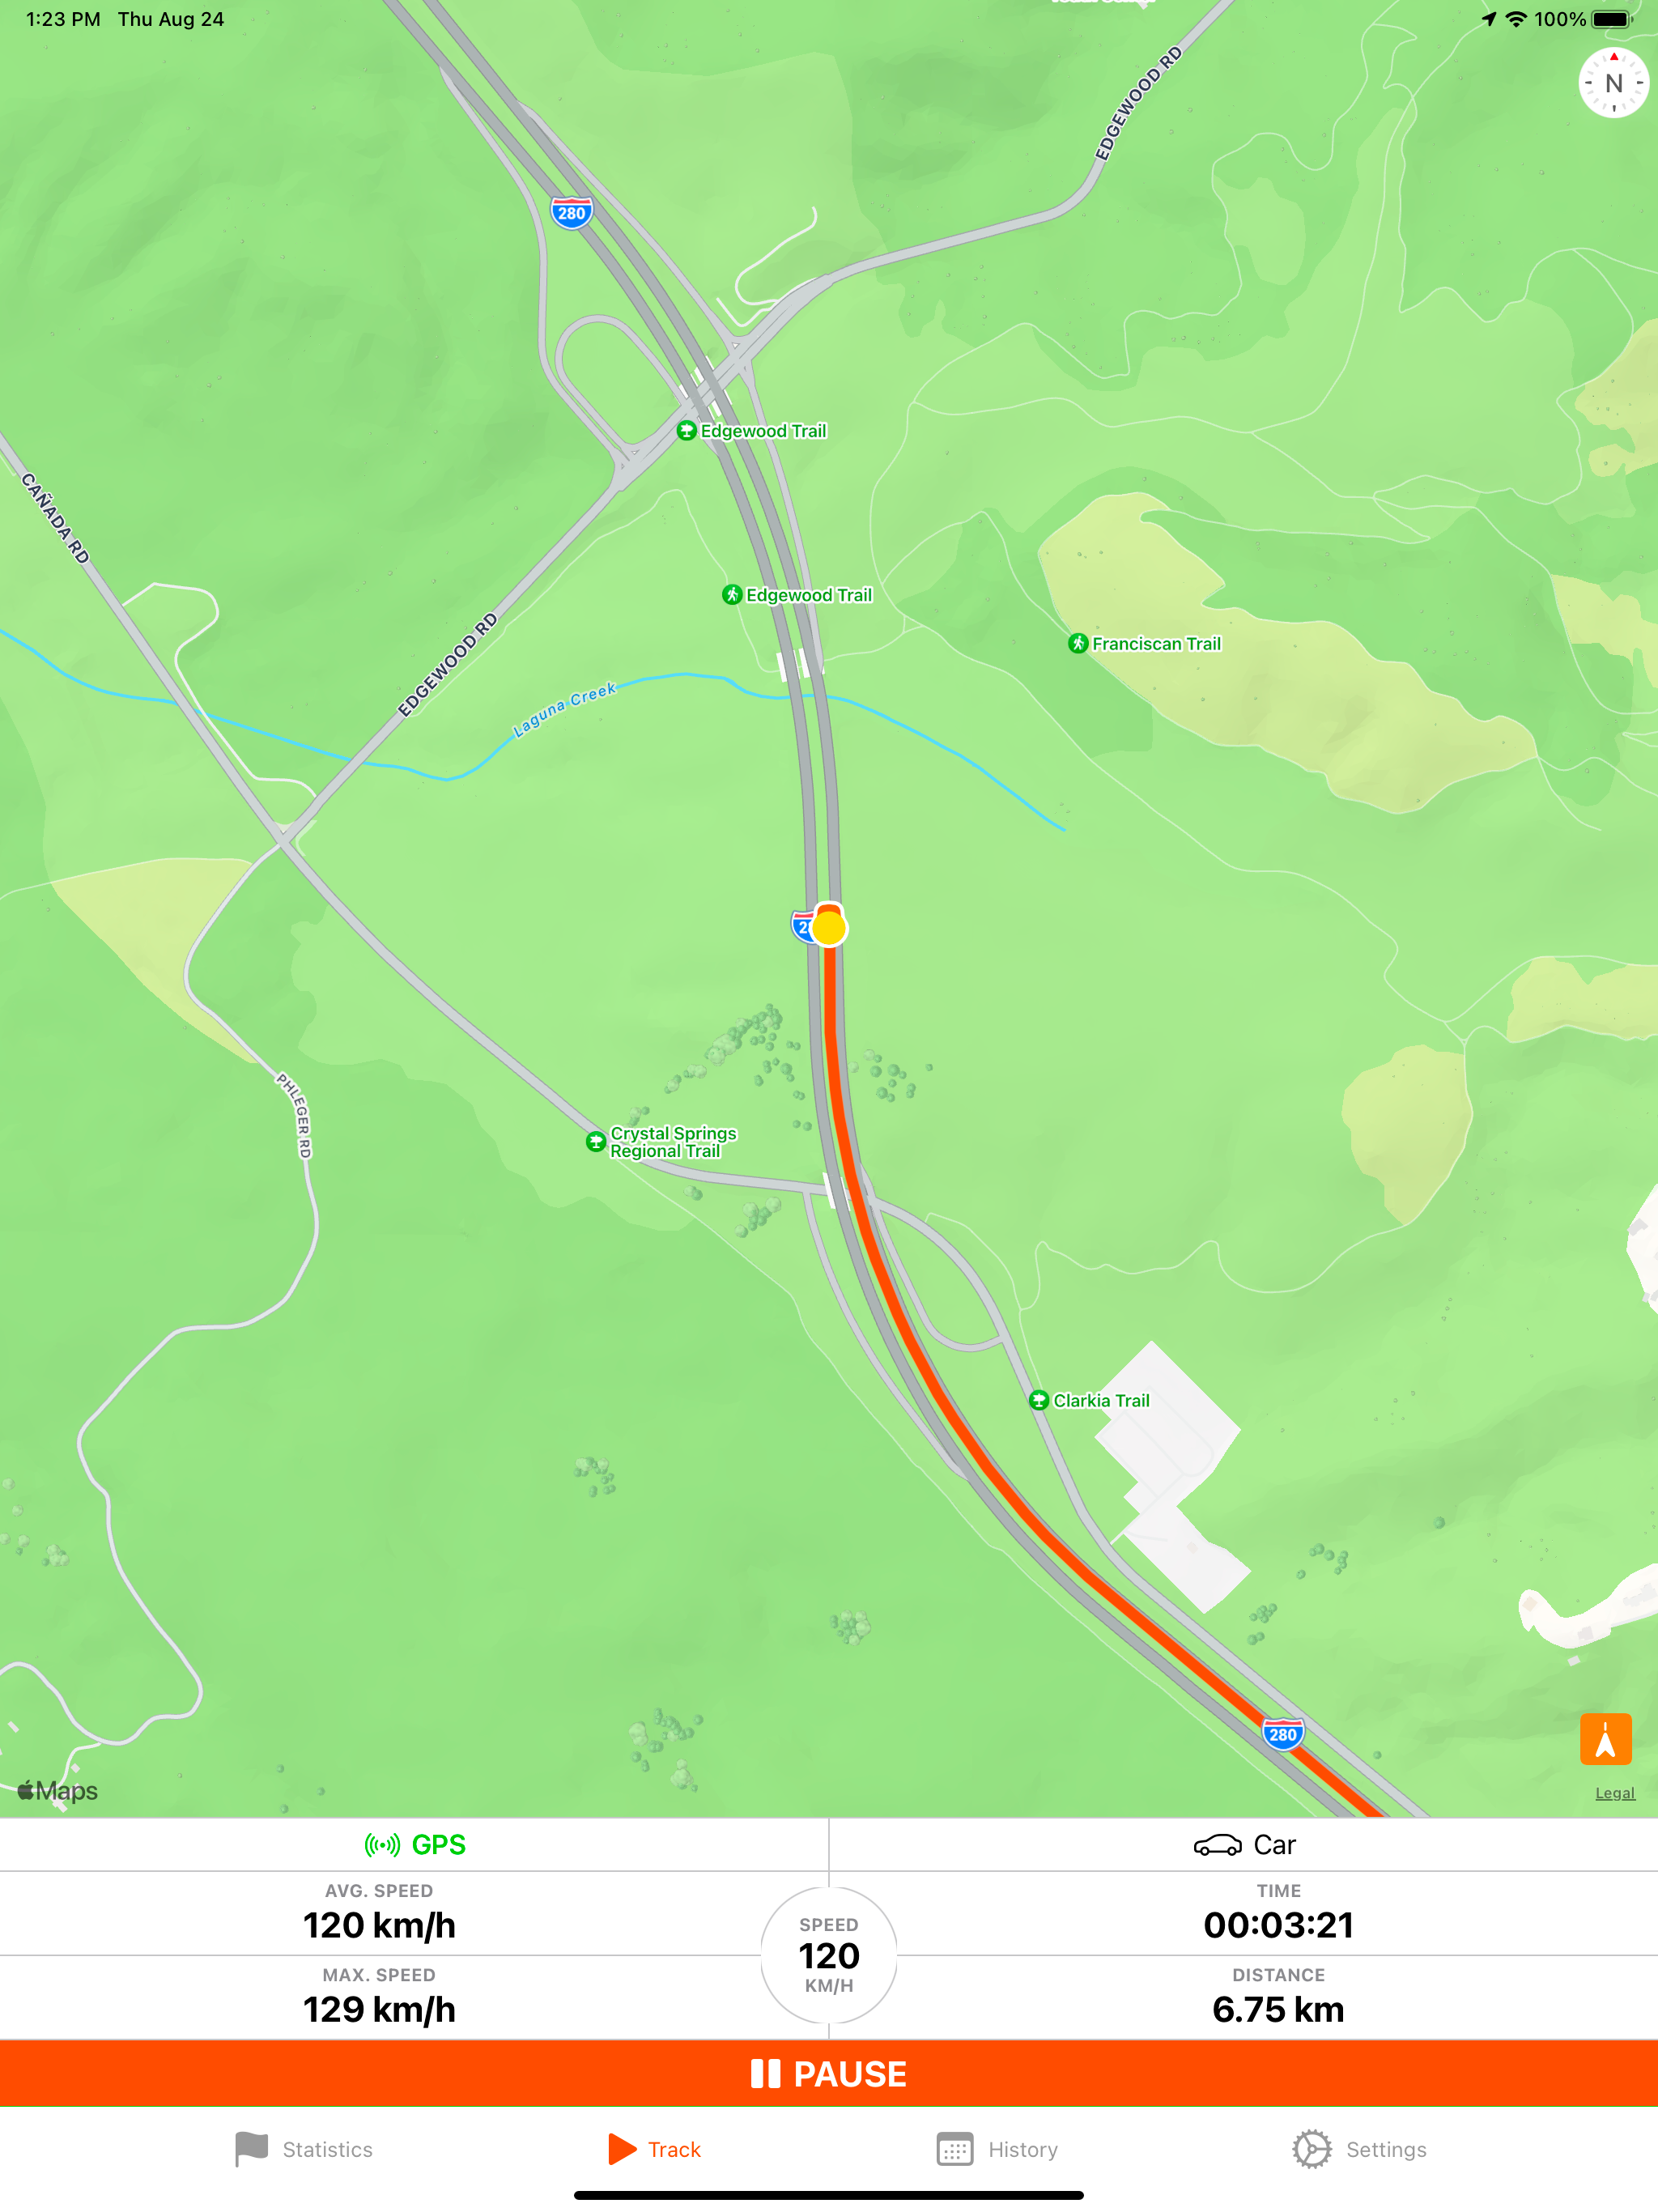 1:23 PM Thu Aug 24
100%
N
EDGEWOOD RD
280
Edgewood Trail
CAÑADA RD
Edgewood Trail
EDGEWOOD RD
Franciscan Trail
Laguna Creek
28
PHLEGER RD
Crystal Springs
Regional Trail
Clarkia Trail
280
Maps
Legal
GPS
Car
AVG. SPEED
120 km/h
SPEED
120
KM/H
TIME
00:03:21
MAX. SPEED
129 km/h
DISTANCE
6.75 km
PAUSE
Statistics
Track
History
Settings